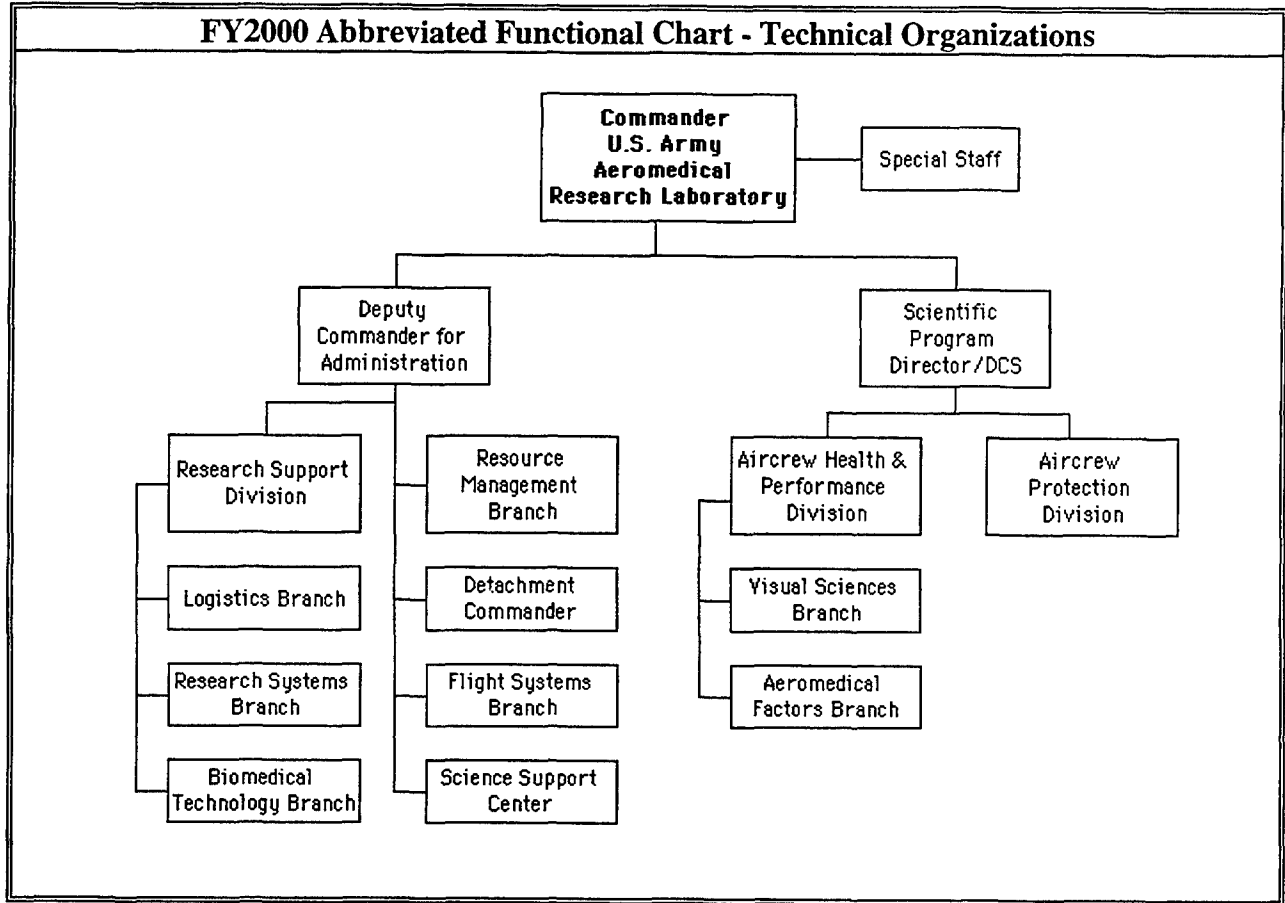 FY2000 Abbreviated Functional Chart - Technical Organizations
Commander
U.S. Army
Aeromedical
Research Laboratory
Special Staff
Deputy
Commander for
Administration
Scientific
Program
Director/DCS
Research Support
Division
Resource
Management
Branch
Aircrew Health &
Performance
Division
Aircrew
Protection
Division
Logistics Branch
Detachment
Commander
Visual Sciences
Branch
Research Systems
Branch
Flight Systems
Branch
Aeromedical
Factors Branch
Biomedical
Technology Branch
Science Support
Center